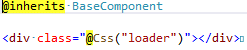 @inherits BaseComponent
<div class="@Css("loader")"></div>